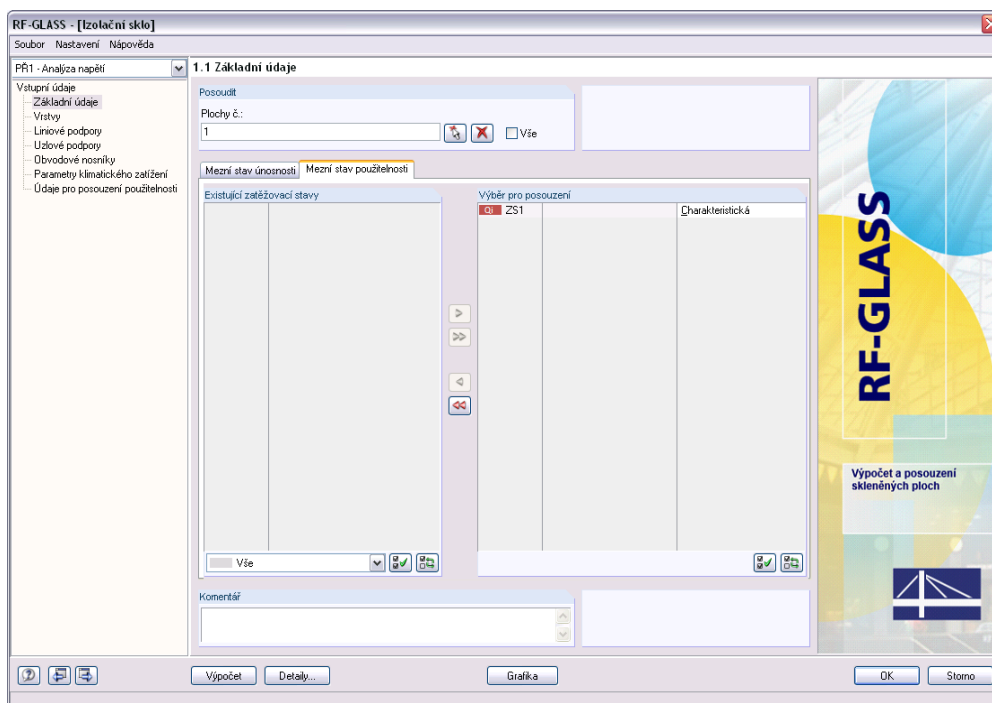 RF-GLASS - [Izolační sklo]
Soubor Nastavení Nápověda
PŘ1 - Analýza napětí
Vstupní údaje
Základní údaje
Vrstvy
Liniové podpory
Uzlové podpory
Obvodové nosníky
Parametry klimatického zatížení
Údaje pro posouzení použitelnosti
1.1 Základní údaje
Posoudit
Plochy č.:
1
Vše
Mezní stav únosnosti
Mezní stav použitelnosti
Existující zatěžovací stavy
Výběr pro posouzení
Qi ZS1 Charakteristická
>
>>
Vše
Komentář
RF-GLASS
Výpočet a posouzení
skleněných ploch
Výpočet
Detaily...
Grafika
OK
Storno